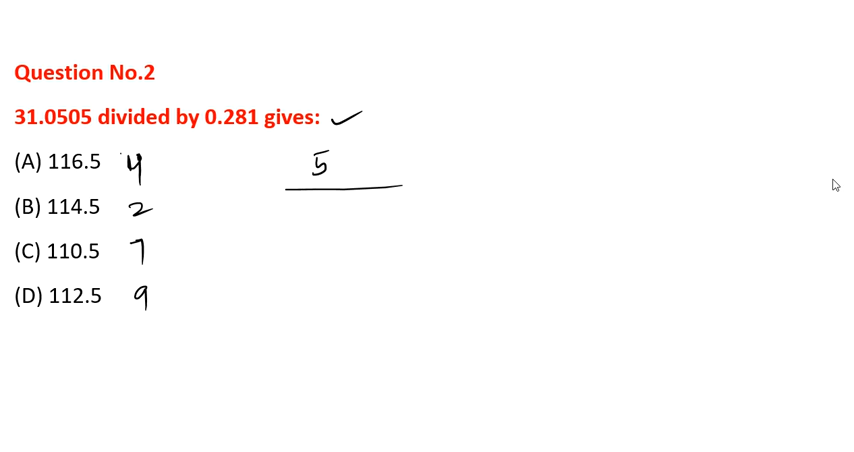 Question No.2
31.0505 divided by 0.281 gives: ✓
(A) 116.5 4
5
(B) 114.5 2
(C) 110.5 7
(D) 112.5 9